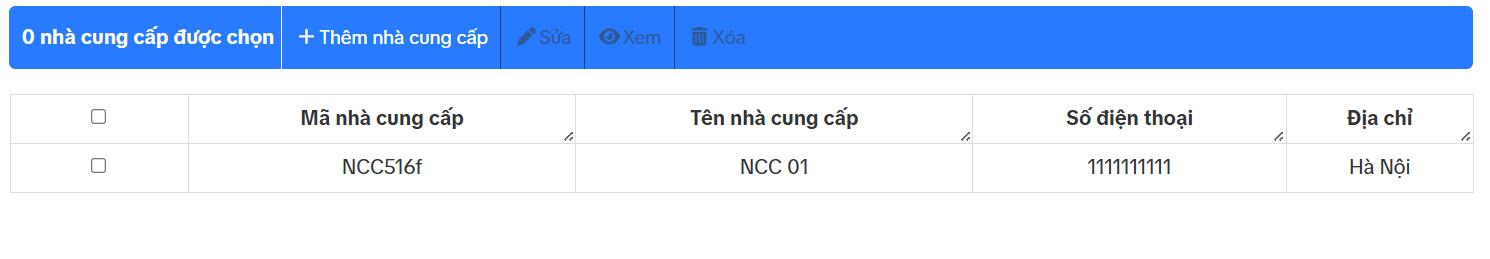 0 nhà cung cấp được chọn Thêm nhà cung cấp Sửa Xem Xóa
Mã nhà cung cấp Tên nhà cung cấp Số điện thoại Địa chỉ
NCC516f NCC 01 1111111111 Hà Nội